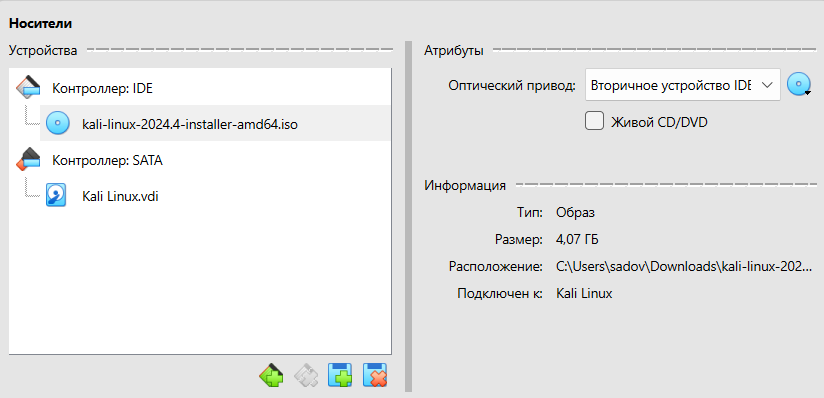 Носители
Устройства
Контроллер: IDE
kali-linux-2024.4-installer-amd64.iso
Контроллер: SATA
Kali Linux.vdi
Атрибуты
Оптический привод: Вторичное устройство IDE
Живой CD/DVD
Информация
Тип: Образ
Размер: 4,07 ГБ
Расположение: C:\Users\sadov\Downloads\kali-linux-202...
Подключен к: Kali Linux